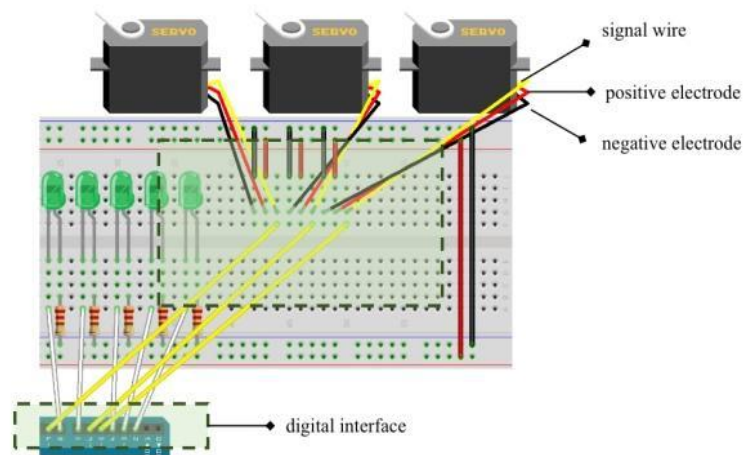 SERVO SERVO SERVO
signal wire
positive electrode
negative electrode
digital interface